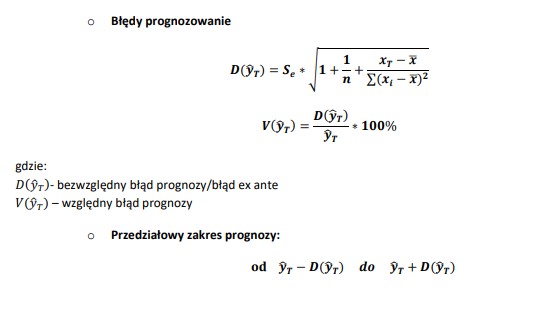 o Błędy prognozowanie
D(ŷ_T) = S_e * √(1 + 1/n + (x_T − x̅)/(∑(x_i − x̅)²))
V(ŷ_T) = D(ŷ_T)/ŷ_T * 100%
gdzie:
D(ŷ_T)- bezwzględny błąd prognozy/błąd ex ante
V(ŷ_T) – względny błąd prognozy
o Przedziałowy zakres prognozy:
od ŷ_T − D(ŷ_T) do ŷ_T + D(ŷ_T)